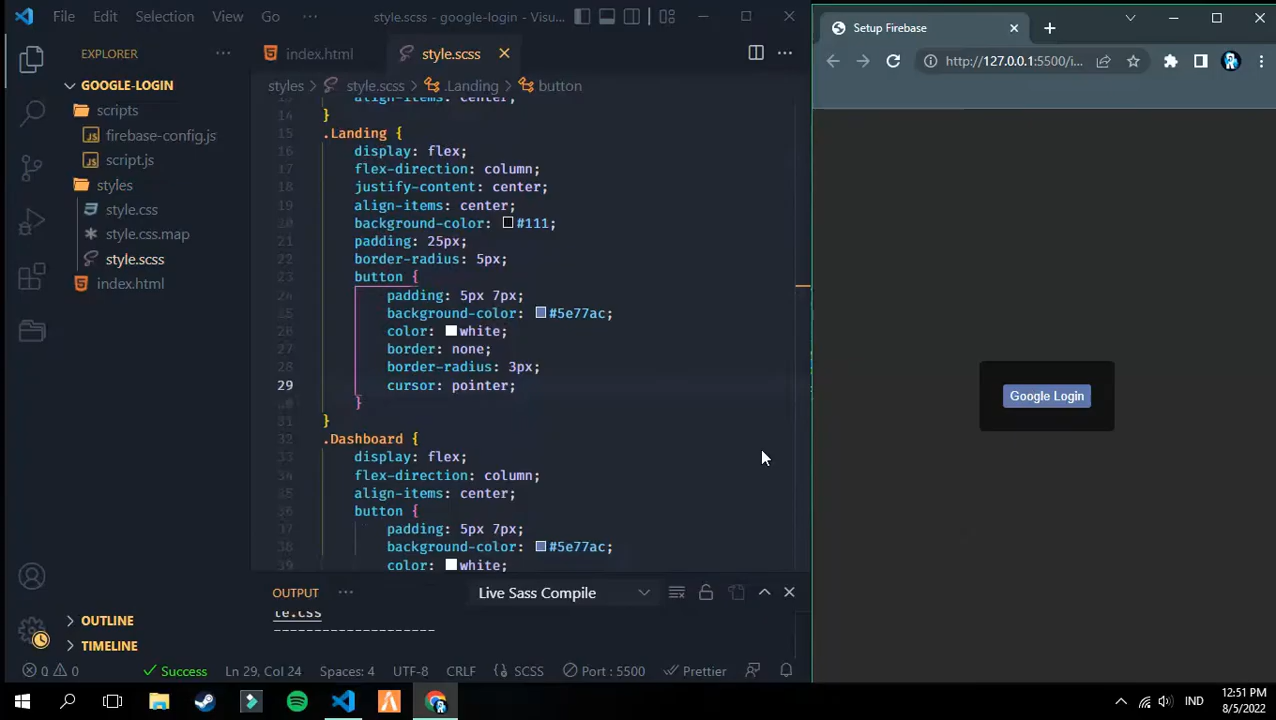 File Edit Selection View Go ... style.scss - google-login - Visu...
EXPLORER ...
GOOGLE-LOGIN
scripts
firebase-config.js
script.js
styles
style.css
style.css.map
style.scss
index.html
OUTLINE
TIMELINE
index.html
style.scss
styles > style.scss > .Landing > button
align-items: center;
14 }
15 .Landing {
16 display: flex;
17 flex-direction: column;
18 justify-content: center;
19 align-items: center;
20 background-color: #111;
21 padding: 25px;
22 border-radius: 5px;
23 button {
24 padding: 5px 7px;
25 background-color: #5e77ac;
26 color: white;
27 border: none;
28 border-radius: 3px;
29 cursor: pointer;
30 }
31 }
32 .Dashboard {
33 display: flex;
34 flex-direction: column;
35 align-items: center;
36 button {
37 padding: 5px 7px;
38 background-color: #5e77ac;
39 color: white;
OUTPUT ... Live Sass Compile
te.css
--------------------
0 0 Success Ln 29, Col 24 Spaces: 4 UTF-8 CRLF SCSS Port : 5500 Prettier
Setup Firebase
http://127.0.0.1:5500/i...
Google Login
IND
12:51 PM
8/5/2022